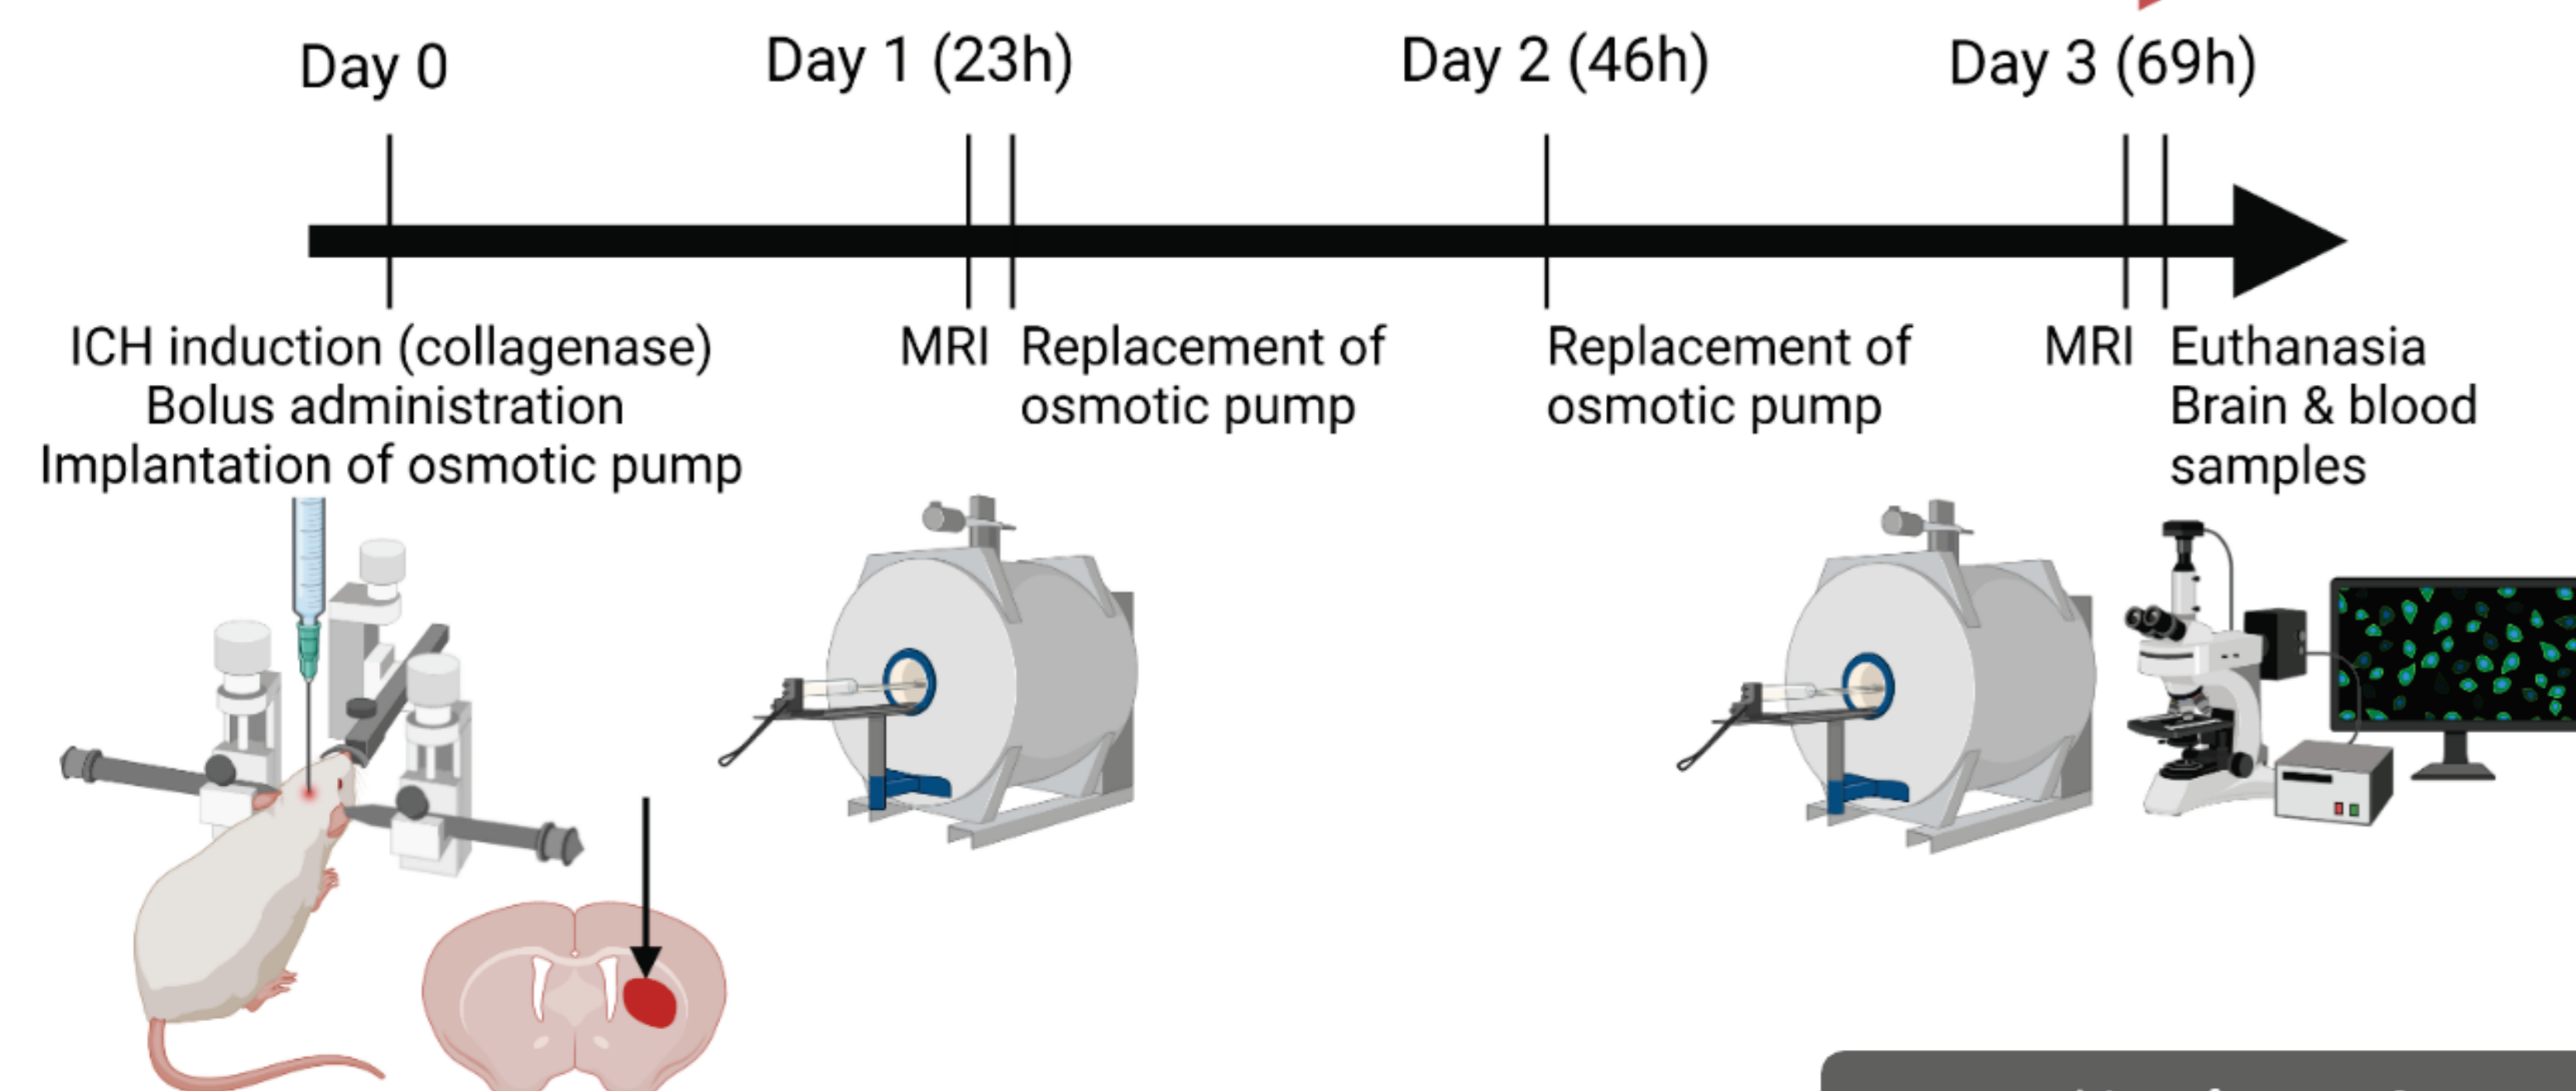 Day 0
Day 1 (23h)
Day 2 (46h)
Day 3 (69h)
ICH induction (collagenase)
Bolus administration
Implantation of osmotic pump
MRI
Replacement of
osmotic pump
Replacement of
osmotic pump
MRI
Euthanasia
Brain & blood
samples